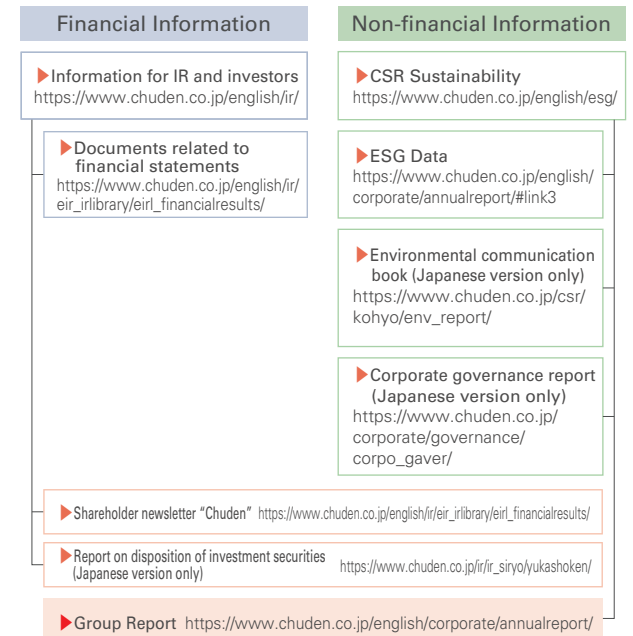 Financial Information
▶Information for IR and investors
https://www.chuden.co.jp/english/ir/
▶Documents related to
financial statements
https://www.chuden.co.jp/english/ir/
eir_irlibrary/eirl_financialresults/
Non-financial Information
▶CSR Sustainability
https://www.chuden.co.jp/english/esg/
▶ESG Data
https://www.chuden.co.jp/english/
corporate/annualreport/#link3
▶Environmental communication
book (Japanese version only)
https://www.chuden.co.jp/csr/
kohyo/env_report/
▶Corporate governance report
(Japanese version only)
https://www.chuden.co.jp/
corporate/governance/
corpo_gaver/
▶Shareholder newsletter “Chuden” https://www.chuden.co.jp/english/ir/eir_irlibrary/eirl_financialresults/
▶Report on disposition of investment securities
(Japanese version only) https://www.chuden.co.jp/ir/ir_siryo/yukashoken/
▶Group Report https://www.chuden.co.jp/english/corporate/annualreport/